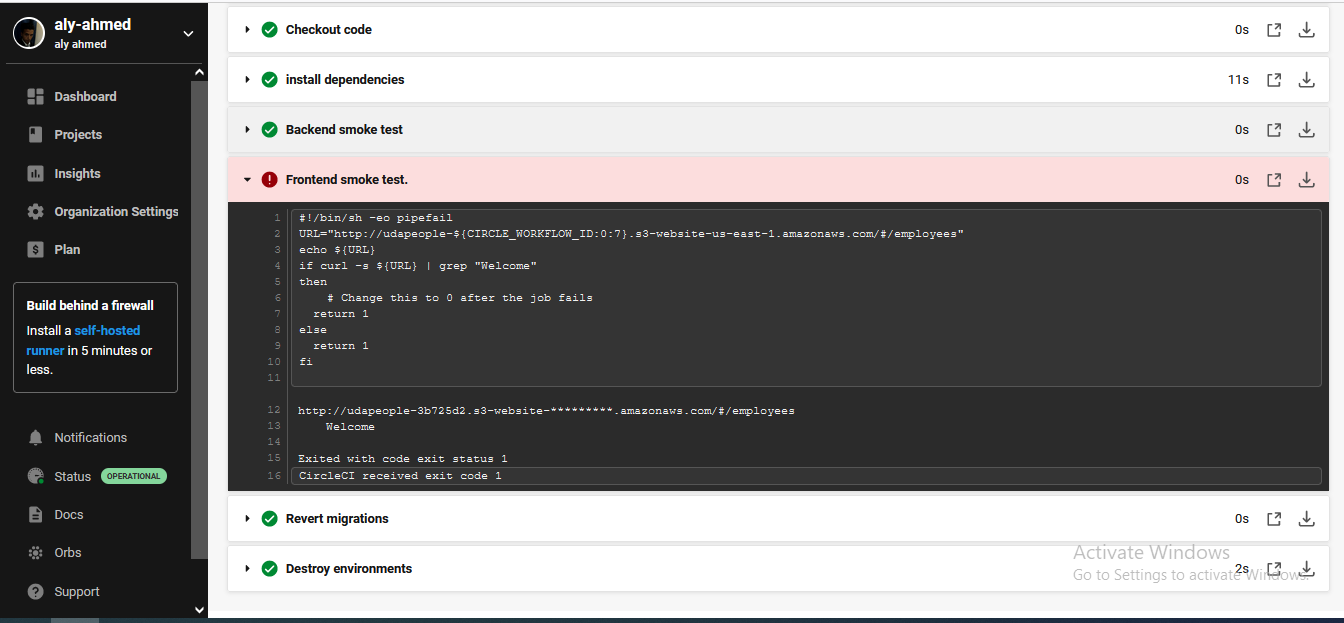 aly-ahmed
aly ahmed
Dashboard
Projects
Insights
Organization Settings
Plan
Build behind a firewall
Install a self-hosted
runner in 5 minutes or
less.
Notifications
Status OPERATIONAL
Docs
Orbs
Support
Checkout code 0s
install dependencies 11s
Backend smoke test 0s
Frontend smoke test. 0s
1 #!/bin/sh -eo pipefail
2 URL="http://udapeople-${CIRCLE_WORKFLOW_ID:0:7}.s3-website-us-east-1.amazonaws.com/#/employees"
3 echo ${URL}
4 if curl -s ${URL} | grep "Welcome"
5 then
6 # Change this to 0 after the job fails
7 return 1
8 else
9 return 1
10 fi
11
12 http://udapeople-3b725d2.s3-website-*********.amazonaws.com/#/employees
13 Welcome
14
15 Exited with code exit status 1
16 CircleCI received exit code 1
Revert migrations 0s
Destroy environments 2s
Activate Windows
Go to Settings to activate Windows.